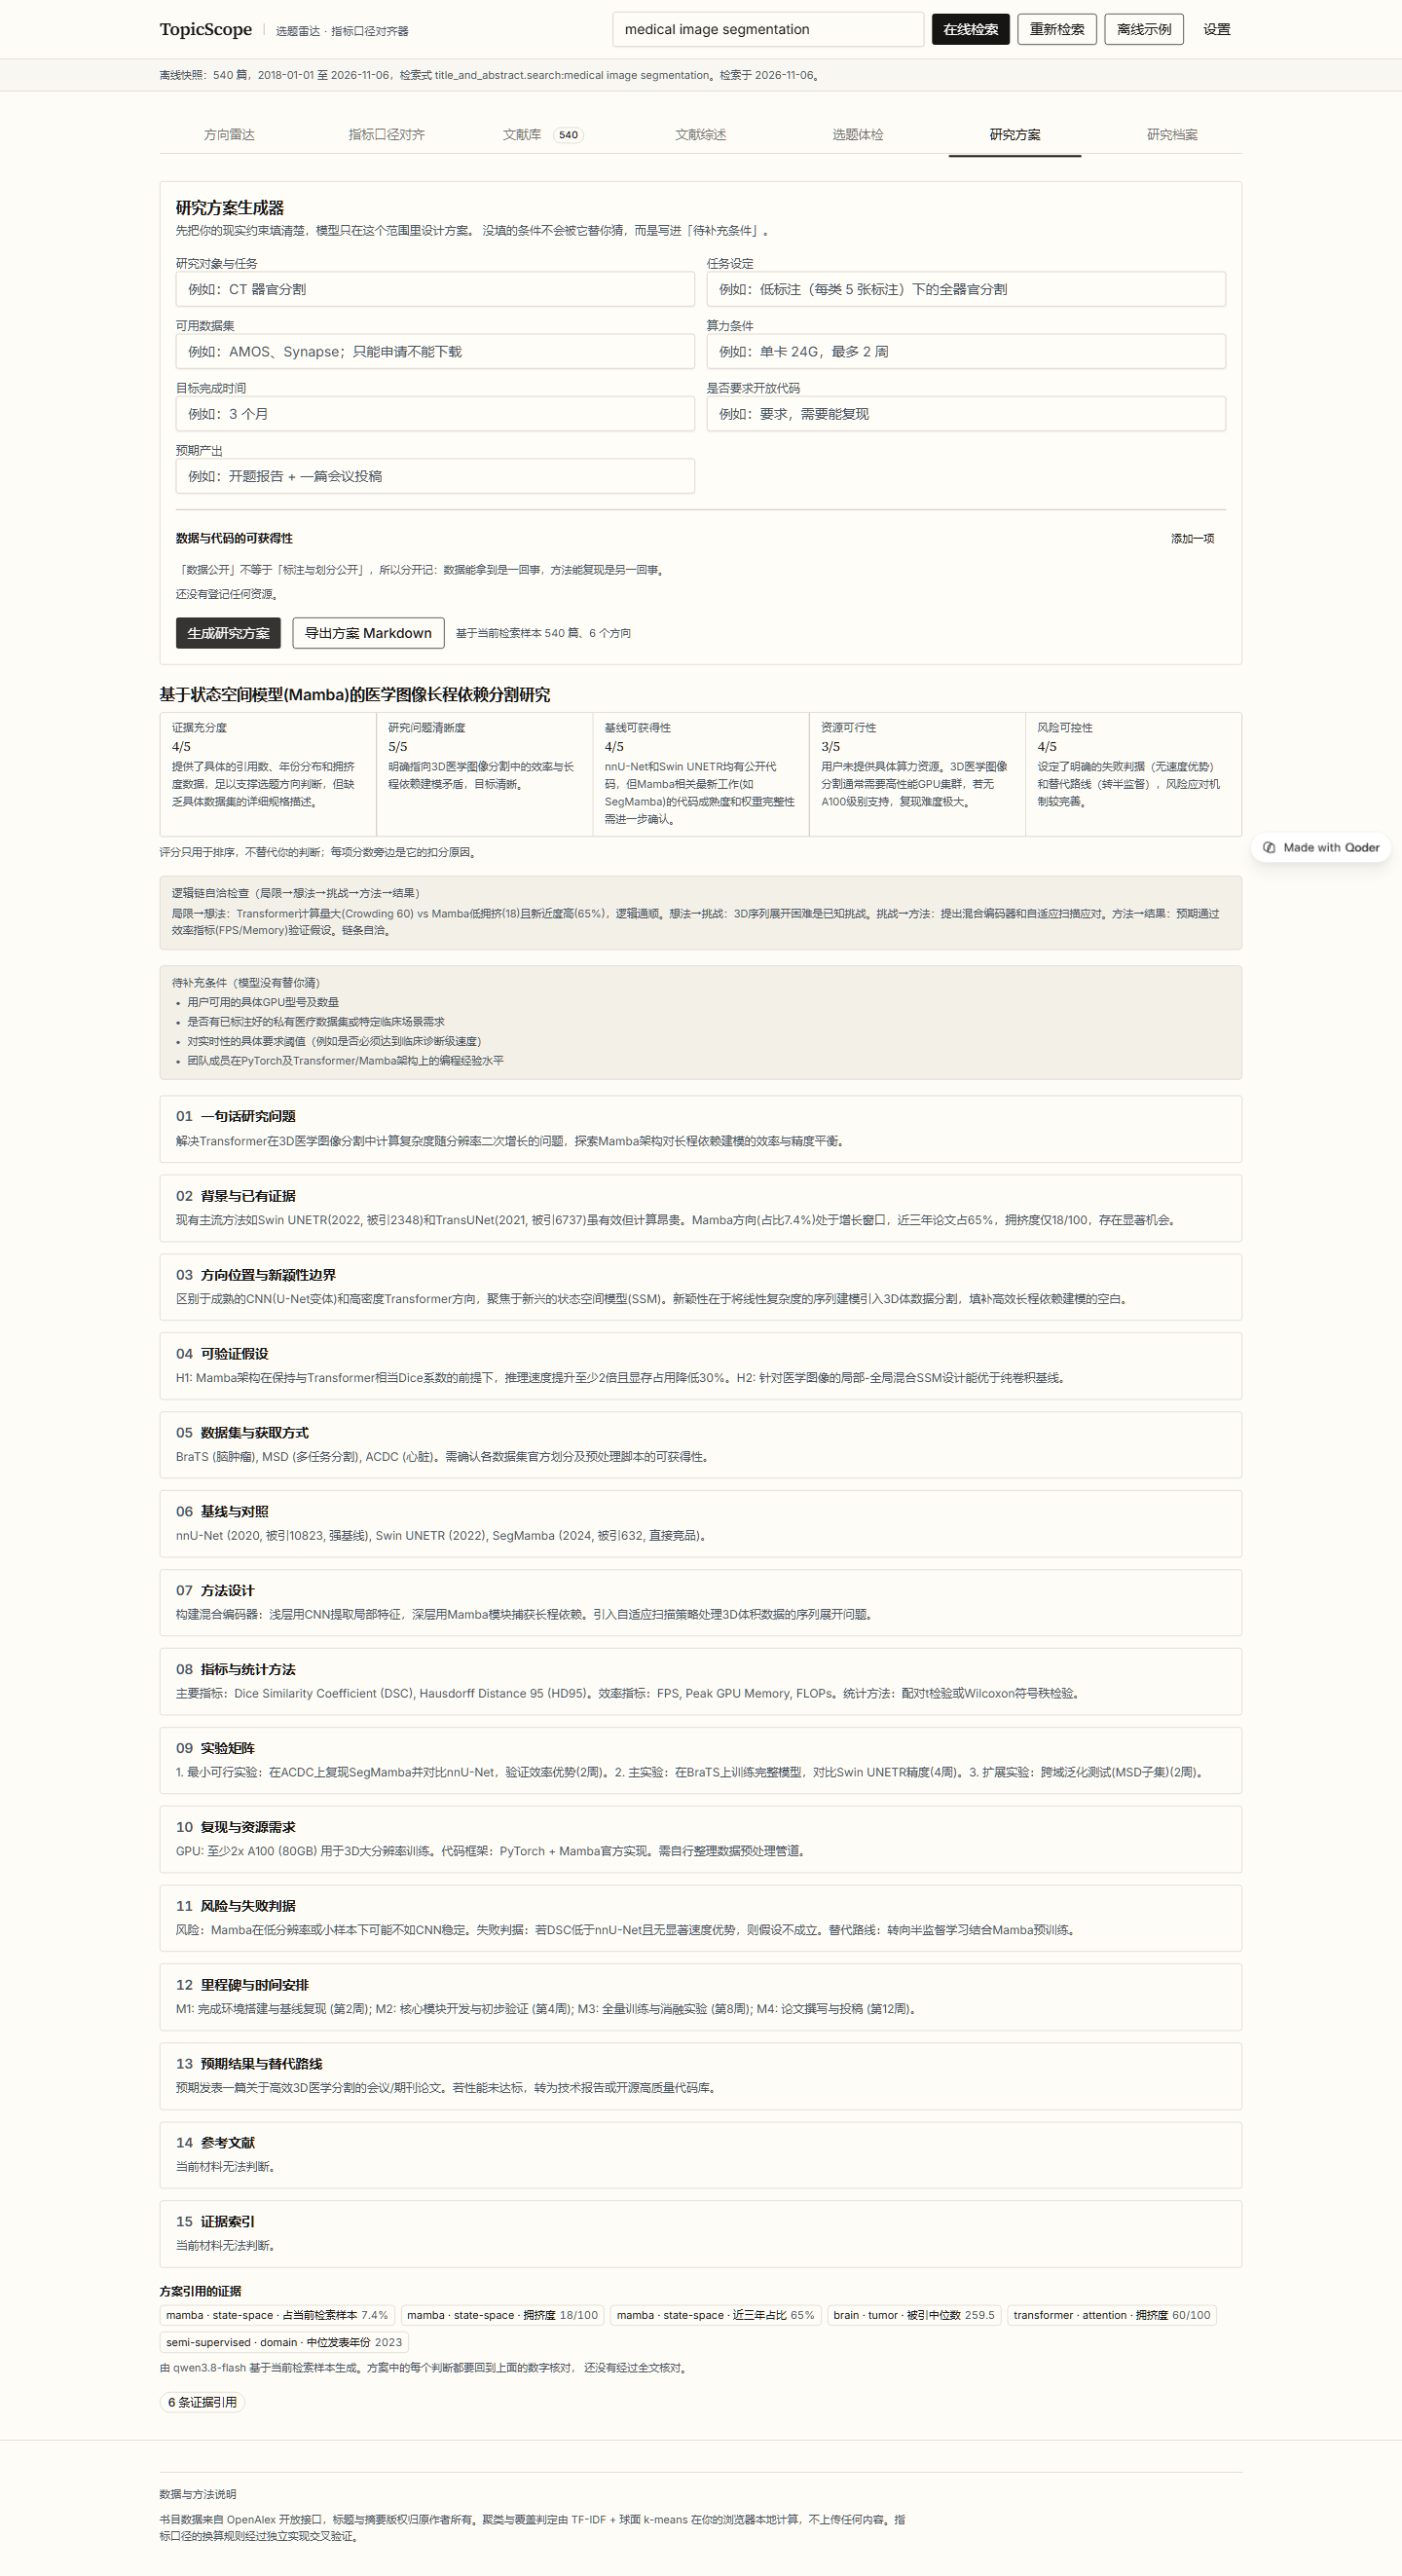 TopicScope
选题雷达 · 指标口径对齐器
medical image segmentation
在线检索
重新检索
离线示例
设置
离线快照：540 篇，2018-01-01 至 2026-11-06，检索式 title_and_abstract.search:medical image segmentation。检索于 2026-11-06。
方向雷达
指标口径对齐
文献库 540
文献综述
选题体检
研究方案
研究档案
研究方案生成器
先把你的现实约束填清楚，模型只在这个范围里设计方案。 没填的条件不会被它替你猜，而是写进「待补充条件」。
研究对象与任务
例如：CT 器官分割
任务设定
例如：低标注（每类 5 张标注）下的全器官分割
可用数据集
例如：AMOS、Synapse；只能申请不能下载
算力条件
例如：单卡 24G，最多 2 周
目标完成时间
例如：3 个月
是否要求开放代码
例如：要求，需要能复现
预期产出
例如：开题报告 + 一篇会议投稿
数据与代码的可获得性
添加一项
「数据公开」不等于「标注与划分公开」，所以分开记：数据能拿到是一回事，方法能复现是另一回事。
还没有登记任何资源。
生成研究方案
导出方案 Markdown
基于当前检索样本 540 篇、6 个方向
基于状态空间模型(Mamba)的医学图像长程依赖分割研究
证据充分度
4/5
提供了具体的引用数、年份分布和拥挤
度数据，足以支撑选题方向判断，但缺
乏具体数据集的详细规格描述。
研究问题清晰度
5/5
明确指向3D医学图像分割中的效率与长
程依赖建模矛盾，目标清晰。
基线可获得性
4/5
nnU-Net和Swin UNETR均有公开代
码，但Mamba相关最新工作(如
SegMamba)的代码成熟度和权重完整性
需进一步确认。
资源可行性
3/5
用户未提供具体算力资源。3D医学图像
分割通常需要高性能GPU集群，若无
A100级别支持，复现难度极大。
风险可控性
4/5
设定了明确的失败判据（无速度优势）
和替代路线（转半监督），风险应对机
制较完善。
评分只用于排序，不替代你的判断；每项分数旁边是它的扣分原因。
Made with Qoder
逻辑链自洽检查（局限→想法→挑战→方法→结果）
局限→想法：Transformer计算量大(Crowding 60) vs Mamba低拥挤(18)且新近度高(65%)，逻辑通顺。想法→挑战：3D序列展开困难是已知挑战。挑战→方法：提出混合编码器和自适应扫描应对。方法→结果：预期通过
效率指标(FPS/Memory)验证假设。链条自洽。
待补充条件（模型没有替你猜）
• 用户可用的具体GPU型号及数量
• 是否有已标注好的私有医疗数据集或特定临床场景需求
• 对实时性的具体要求阈值（例如是否必须达到临床诊断级速度）
• 团队成员在PyTorch及Transformer/Mamba架构上的编程经验水平
01 一句话研究问题
解决Transformer在3D医学图像分割中计算复杂度随分辨率二次增长的问题，探索Mamba架构对长程依赖建模的效率与精度平衡。
02 背景与已有证据
现有主流方法如Swin UNETR(2022, 被引2348)和TransUNet(2021, 被引6737)虽有效但计算昂贵。Mamba方向(占比7.4%)处于增长窗口，近三年论文占65%，拥挤度仅18/100，存在显著机会。
03 方向位置与新颖性边界
区别于成熟的CNN(U-Net变体)和高密度Transformer方向，聚焦于新兴的状态空间模型(SSM)。新颖性在于将线性复杂度的序列建模引入3D体数据分割，填补高效长程依赖建模的空白。
04 可验证假设
H1: Mamba架构在保持与Transformer相当Dice系数的前提下，推理速度提升至少2倍且显存占用降低30%。H2: 针对医学图像的局部-全局混合SSM设计能优于纯卷积基线。
05 数据集与获取方式
BraTS (脑肿瘤), MSD (多任务分割), ACDC (心脏)。需确认各数据集官方划分及预处理脚本的可获得性。
06 基线与对照
nnU-Net (2020, 被引10823, 强基线), Swin UNETR (2022), SegMamba (2024, 被引632, 直接竞品)。
07 方法设计
构建混合编码器：浅层用CNN提取局部特征，深层用Mamba模块捕获长程依赖。引入自适应扫描策略处理3D体积数据的序列展开问题。
08 指标与统计方法
主要指标：Dice Similarity Coefficient (DSC), Hausdorff Distance 95 (HD95)。效率指标：FPS, Peak GPU Memory, FLOPs。统计方法：配对t检验或Wilcoxon符号秩检验。
09 实验矩阵
1. 最小可行实验：在ACDC上复现SegMamba并对比nnU-Net，验证效率优势(2周)。2. 主实验：在BraTS上训练完整模型，对比Swin UNETR精度(4周)。3. 扩展实验：跨域泛化测试(MSD子集)(2周)。
10 复现与资源需求
GPU: 至少2x A100 (80GB) 用于3D大分辨率训练。代码框架：PyTorch + Mamba官方实现。需自行整理数据预处理管道。
11 风险与失败判据
风险：Mamba在低分辨率或小样本下可能不如CNN稳定。失败判据：若DSC低于nnU-Net且无显著速度优势，则假设不成立。替代路线：转向半监督学习结合Mamba预训练。
12 里程碑与时间安排
M1: 完成环境搭建与基线复现 (第2周); M2: 核心模块开发与初步验证 (第4周); M3: 全量训练与消融实验 (第8周); M4: 论文撰写与投稿 (第12周)。
13 预期结果与替代路线
预期发表一篇关于高效3D医学分割的会议/期刊论文。若性能未达标，转为技术报告或开源高质量代码库。
14 参考文献
当前材料无法判断。
15 证据索引
当前材料无法判断。
方案引用的证据
mamba · state-space · 占当前检索样本 7.4%
mamba · state-space · 拥挤度 18/100
mamba · state-space · 近三年占比 65%
brain · tumor · 被引中位数 259.5
transformer · attention · 拥挤度 60/100
semi-supervised · domain · 中位发表年份 2023
由 qwen3.8-flash 基于当前检索样本生成。方案中的每个判断都要回到上面的数字核对， 还没有经过全文核对。
6 条证据引用
数据与方法说明
书目数据来自 OpenAlex 开放接口，标题与摘要版权归原作者所有。聚类与覆盖判定由 TF-IDF + 球面 k-means 在你的浏览器本地计算，不上传任何内容。指
标口径的换算规则经过独立实现交叉验证。